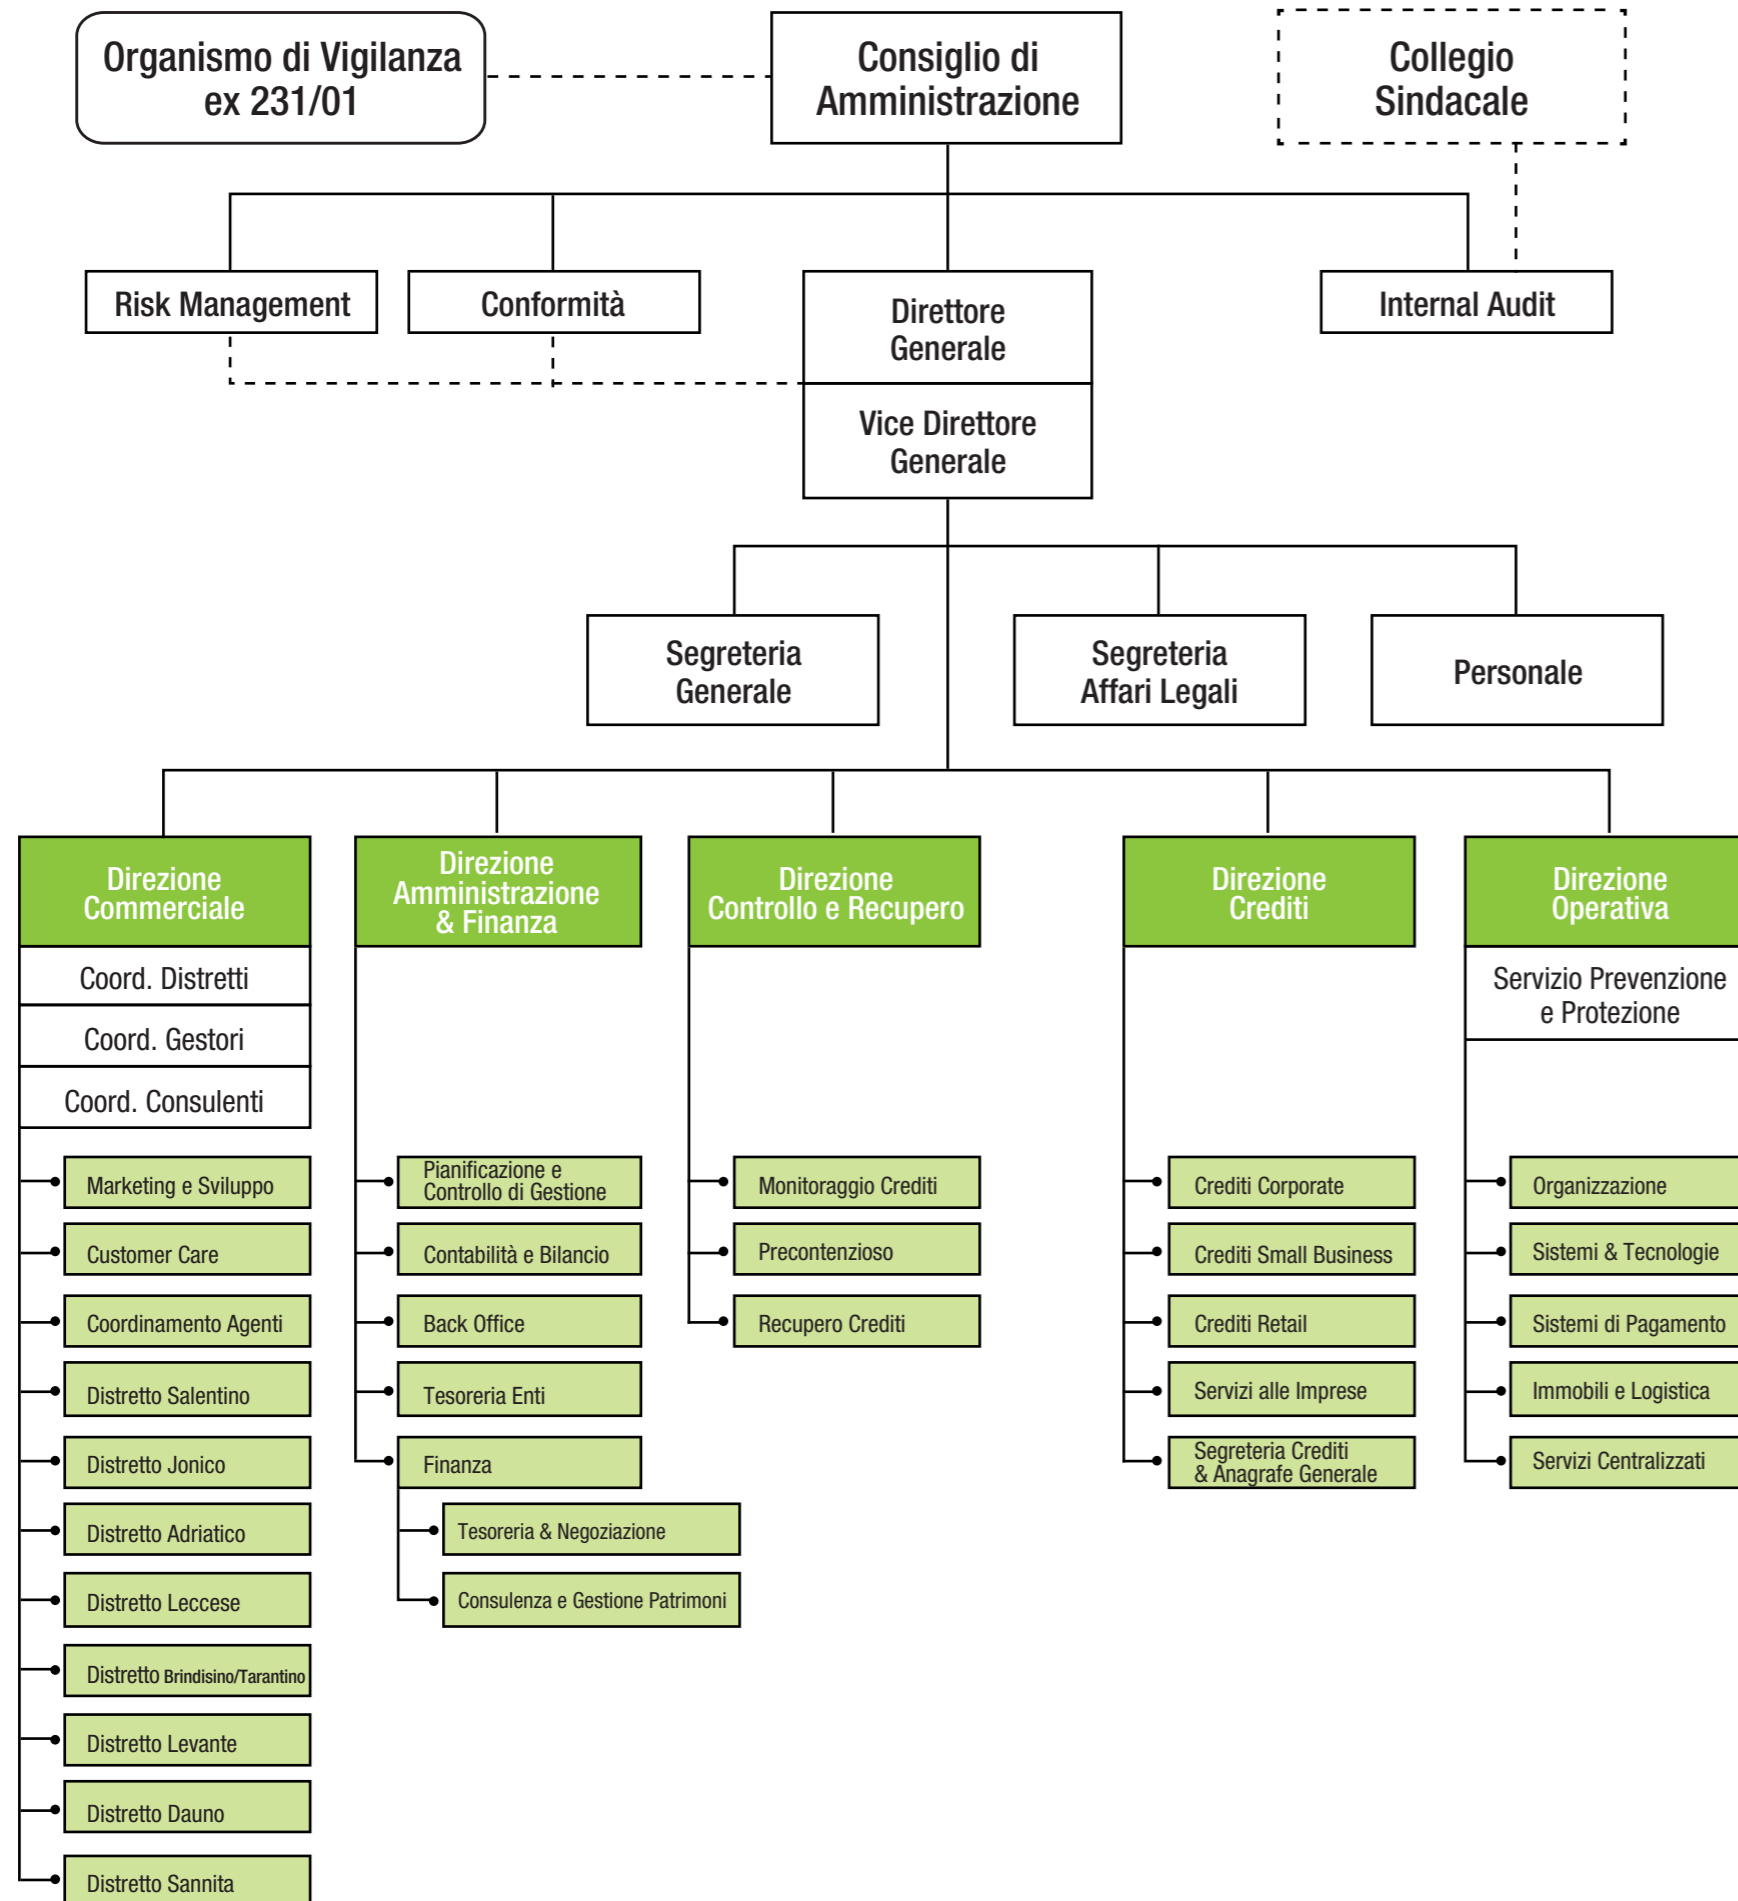 Organismo di Vigilanza
ex 231/01
Consiglio di
Amministrazione
Collegio
Sindacale
Risk Management
Conformità
Direttore
Generale
Internal Audit
Vice Direttore
Generale
Segreteria
Generale
Segreteria
Affari Legali
Personale
Direzione
Commerciale
Coord. Distretti
Coord. Gestori
Coord. Consulenti
Marketing e Sviluppo
Customer Care
Coordinamento Agenti
Distretto Salentino
Distretto Jonico
Distretto Adriatico
Distretto Leccese
Distretto Brindisino/Tarantino
Distretto Levante
Distretto Dauno
Distretto Sannita
Direzione
Amministrazione
& Finanza
Pianificazione e
Controllo di Gestione
Contabilità e Bilancio
Back Office
Tesoreria Enti
Finanza
Tesoreria & Negoziazione
Consulenza e Gestione Patrimoni
Direzione
Controllo e Recupero
Monitoraggio Crediti
Precontenzioso
Recupero Crediti
Direzione
Crediti
Crediti Corporate
Crediti Small Business
Crediti Retail
Servizi alle Imprese
Segreteria Crediti
& Anagrafe Generale
Direzione
Operativa
Servizio Prevenzione
e Protezione
Organizzazione
Sistemi & Tecnologie
Sistemi di Pagamento
Immobili e Logistica
Servizi Centralizzati